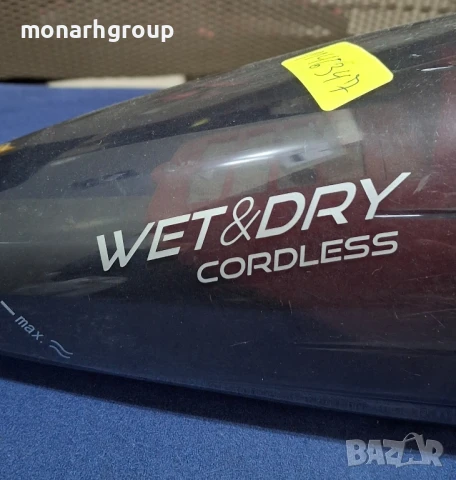 monarhgroup
WET&DRY
CORDLESS
max.
BAZAR